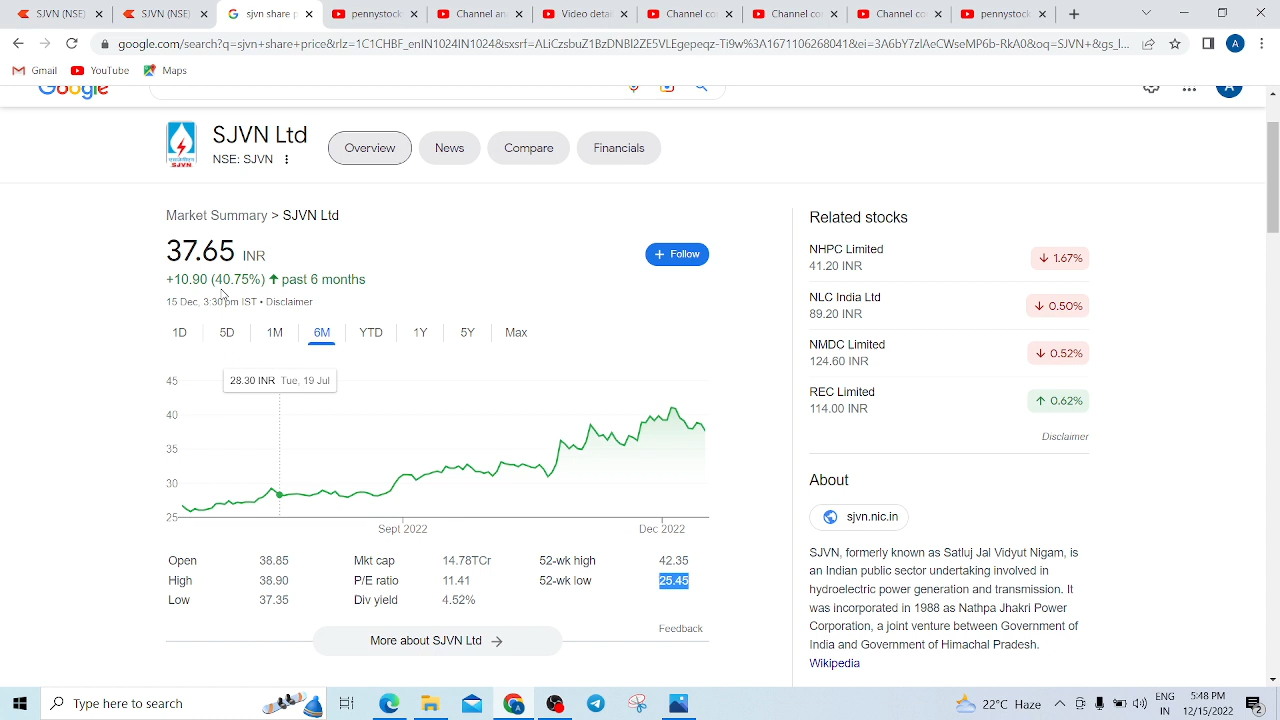 SJVN (NSE)
SJVN (NSE)
sjvn share p
pennystock
Channel an
Video detai
Channel co
Channel co
Channel co
pennystock
google.com/search?q=sjvn+share+price&rlz=1C1CHBF_enIN1024IN1024&sxsrf=ALiCzsbuZ1BzDNBl2ZE5VLEgepeqz-Ti9w%3A1671106268041&ei=3A6bY7zIAeCWseMP6b-RkA0&oq=SJVN+&gs_l...
A
Gmail
YouTube
Maps
Google
A
SJVN Ltd
NSE: SJVN
SJVN
Overview
News
Compare
Financials
Market Summary > SJVN Ltd
37.65 INR
+ Follow
+10.90 (40.75%) ↑ past 6 months
15 Dec, 3:30 pm IST • Disclaimer
1D
5D
1M
6M
YTD
1Y
5Y
Max
28.30 INR Tue, 19 Jul
45
40
35
30
25
Sept 2022
Dec 2022
Open 38.85 Mkt cap 14.78TCr 52-wk high 42.35
High 38.90 P/E ratio 11.41 52-wk low 25.45
Low 37.35 Div yield 4.52%
Feedback
More about SJVN Ltd →
Related stocks
NHPC Limited
41.20 INR
↓ 1.67%
NLC India Ltd
89.20 INR
↓ 0.50%
NMDC Limited
124.60 INR
↓ 0.52%
REC Limited
114.00 INR
↑ 0.62%
Disclaimer
About
sjvn.nic.in
SJVN, formerly known as Satluj Jal Vidyut Nigam, is
an Indian public sector undertaking involved in
hydroelectric power generation and transmission. It
was incorporated in 1988 as Nathpa Jhakri Power
Corporation, a joint venture between Government of
India and Government of Himachal Pradesh.
Wikipedia
Type here to search
22°C Haze
ENG
IN
5:48 PM
12/15/2022
2